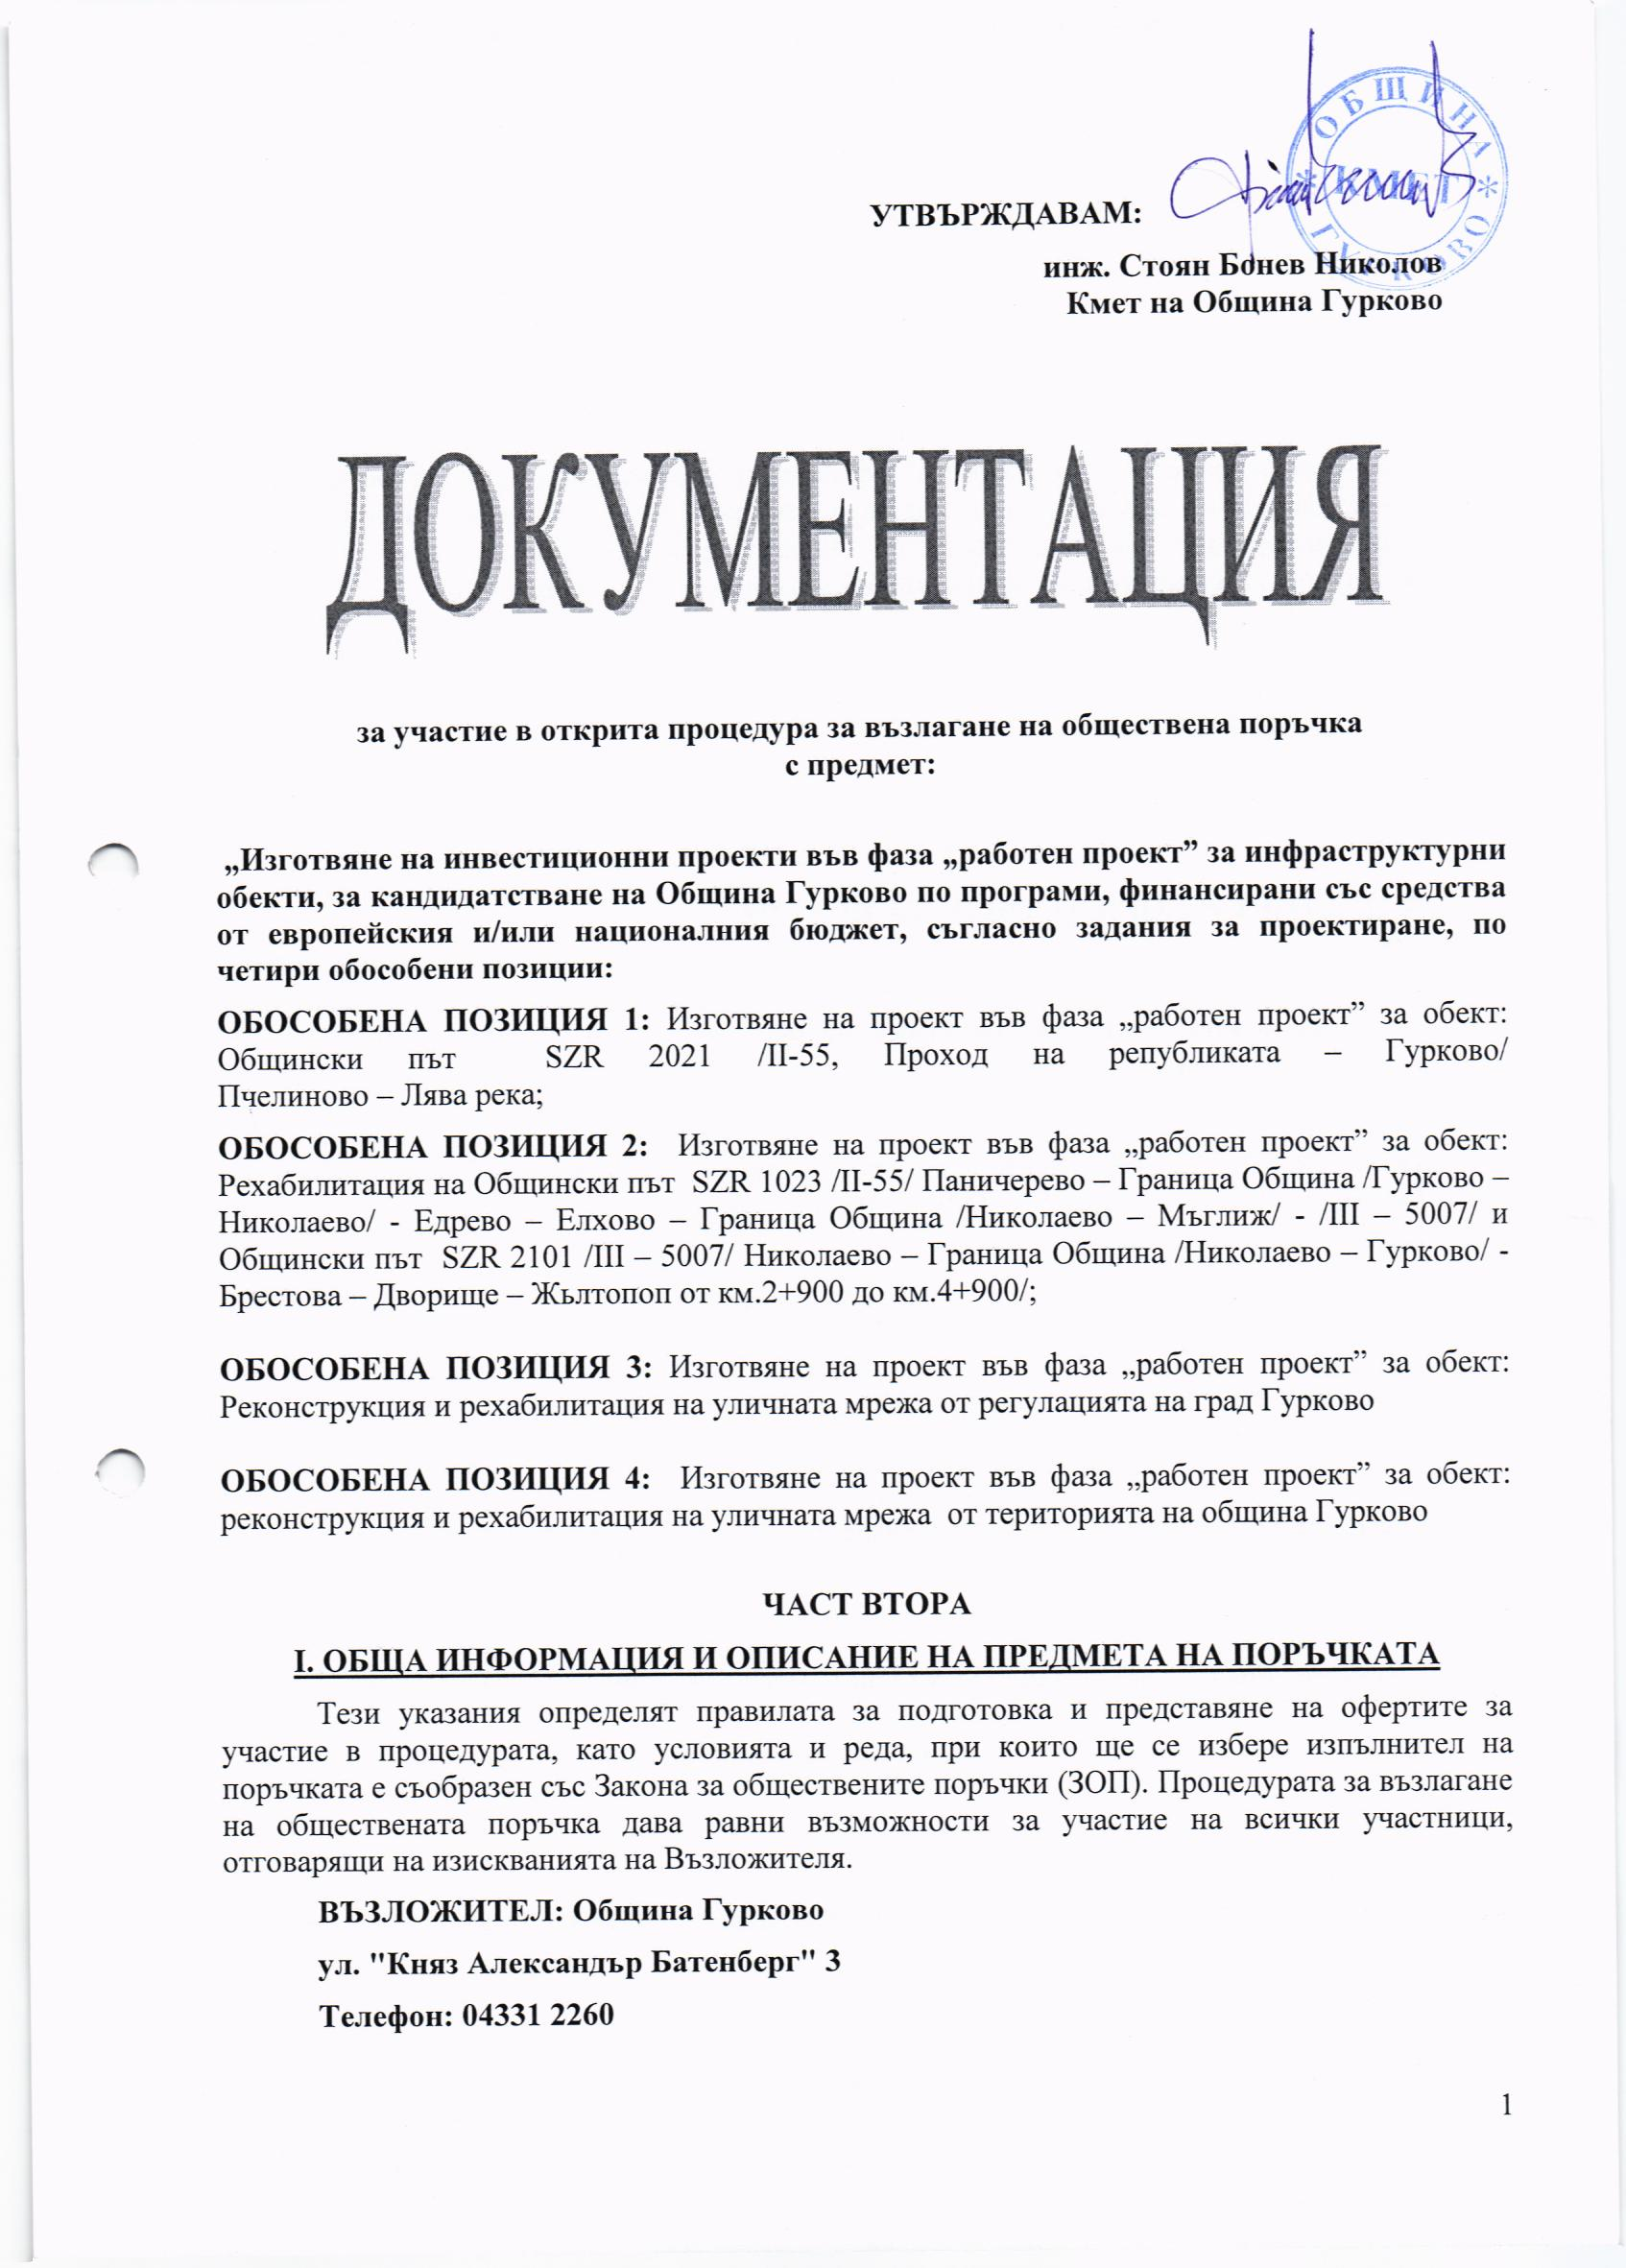 ОБЩИНА
КМЕТ
ГУРКОВО
УТВЪРЖДАВАМ:
инж. Стоян Бонев Николов
Кмет на Община Гурково
ДОКУМЕНТАЦИЯ
за участие в открита процедура за възлагане на обществена поръчка
с предмет:
„Изготвяне на инвестиционни проекти във фаза „работен проект” за инфраструктурни
обекти, за кандидатстване на Община Гурково по програми, финансирани със средства
от европейския и/или националния бюджет, съгласно задания за проектиране, по
четири обособени позиции:
ОБОСОБЕНА ПОЗИЦИЯ 1: Изготвяне на проект във фаза „работен проект” за обект:
Общински път SZR 2021 /II-55, Проход на републиката – Гурково/
Пчелиново – Лява река;
ОБОСОБЕНА ПОЗИЦИЯ 2: Изготвяне на проект във фаза „работен проект” за обект:
Рехабилитация на Общински път SZR 1023 /II-55/ Паничерево – Граница Община /Гурково –
Николаево/ - Едрево – Елхово – Граница Община /Николаево – Мъглиж/ - /III – 5007/ и
Общински път SZR 2101 /III – 5007/ Николаево – Граница Община /Николаево – Гурково/ -
Брестова – Дворище – Жълтопоп от км.2+900 до км.4+900/;
ОБОСОБЕНА ПОЗИЦИЯ 3: Изготвяне на проект във фаза „работен проект” за обект:
Реконструкция и рехабилитация на уличната мрежа от регулацията на град Гурково
ОБОСОБЕНА ПОЗИЦИЯ 4: Изготвяне на проект във фаза „работен проект” за обект:
реконструкция и рехабилитация на уличната мрежа от територията на община Гурково
ЧАСТ ВТОРА
I. ОБЩА ИНФОРМАЦИЯ И ОПИСАНИЕ НА ПРЕДМЕТА НА ПОРЪЧКАТА
Тези указания определят правилата за подготовка и представяне на офертите за
участие в процедурата, като условията и реда, при които ще се избере изпълнител на
поръчката е съобразен със Закона за обществените поръчки (ЗОП). Процедурата за възлагане
на обществената поръчка дава равни възможности за участие на всички участници,
отговарящи на изискванията на Възложителя.
ВЪЗЛОЖИТЕЛ: Община Гурково
ул. "Княз Александър Батенберг" 3
Телефон: 04331 2260
1